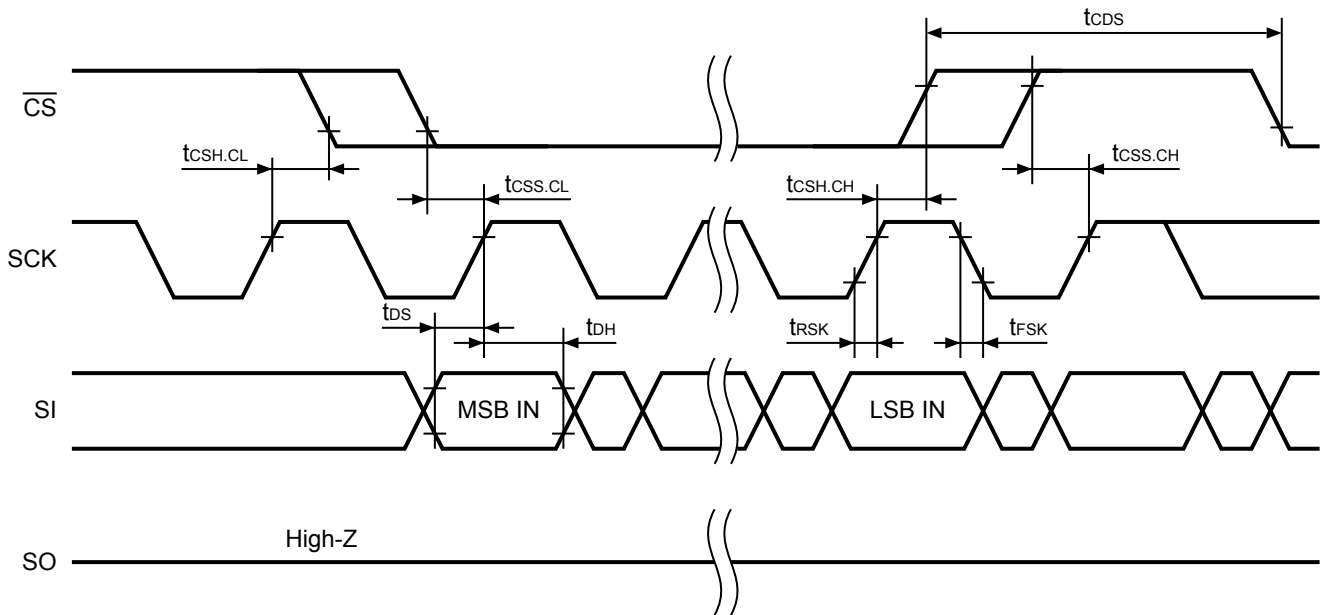 tCDS
CS
tCSH.CL
tCSS.CL
tCSH.CH
tCSS.CH
SCK
tDS
tDH
tRSK
tFSK
SI
MSB IN
LSB IN
High-Z
SO